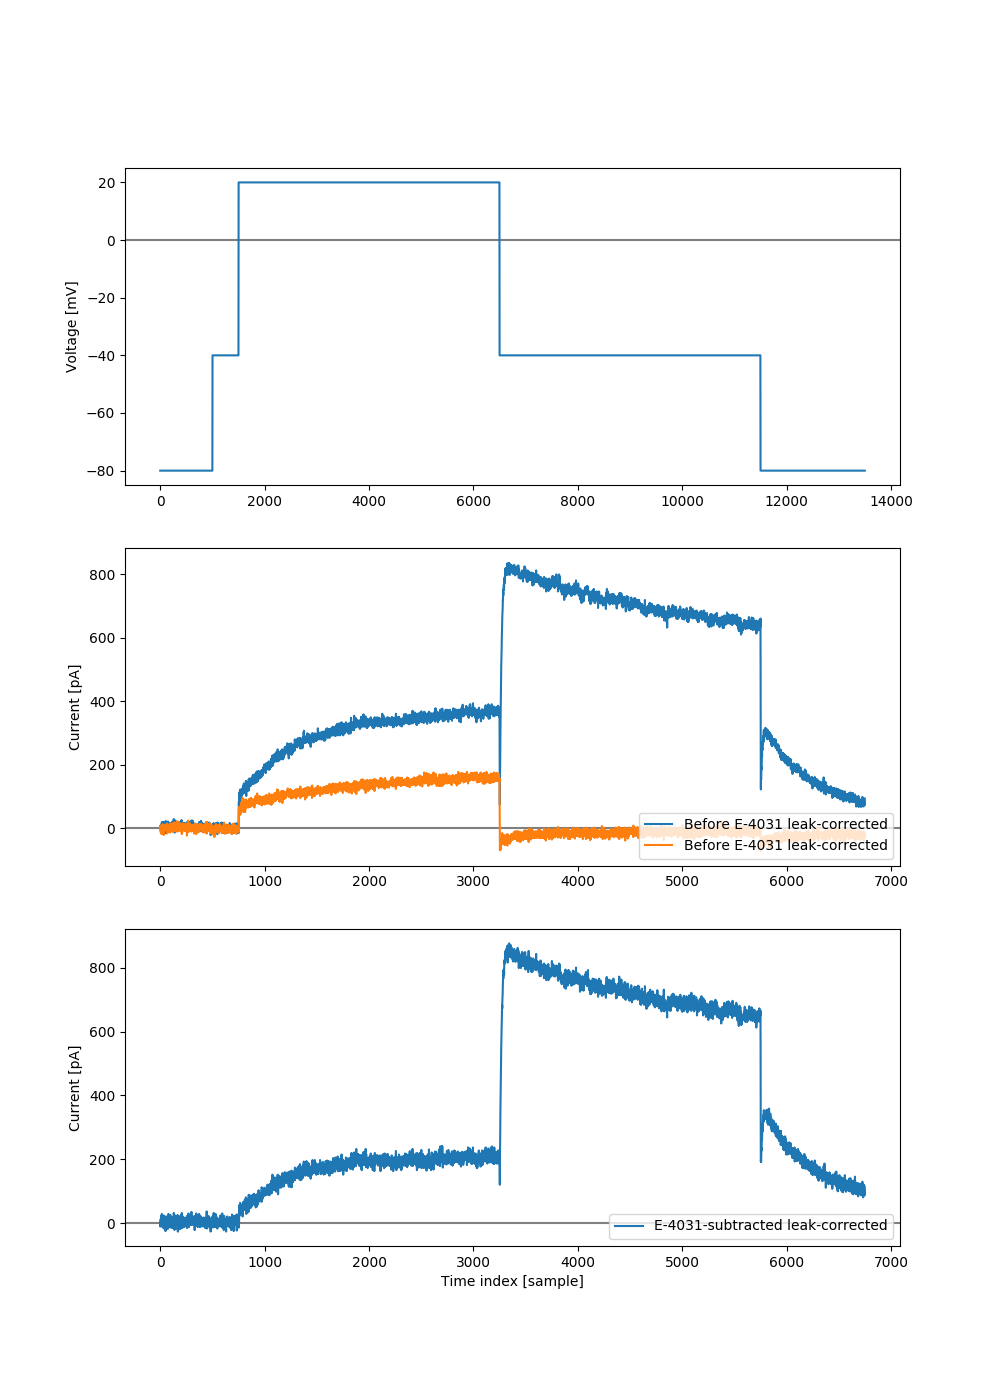 20
0
−20
−40
−60
−80
Voltage [mV]
0 2000 4000 6000 8000 10000 12000 14000
800
600
400
200
0
Current [pA]
Before E-4031 leak-corrected
Before E-4031 leak-corrected
0 1000 2000 3000 4000 5000 6000 7000
800
600
400
200
0
Current [pA]
E-4031-subtracted leak-corrected
0 1000 2000 3000 4000 5000 6000 7000
Time index [sample]